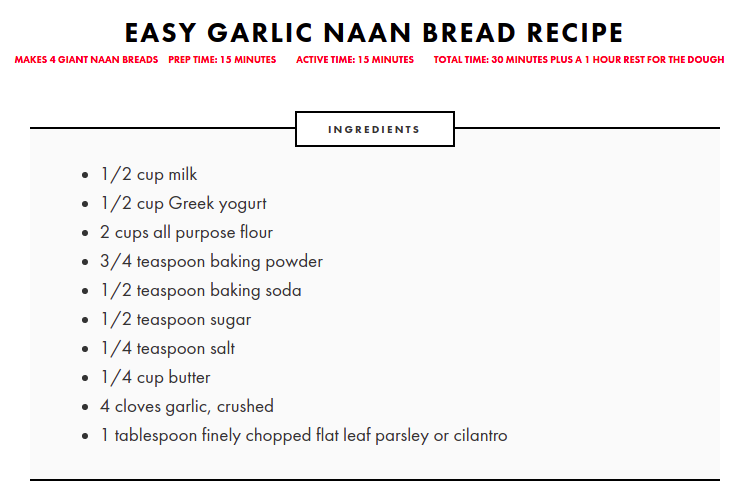 EASY GARLIC NAAN BREAD RECIPE
MAKES 4 GIANT NAAN BREADS PREP TIME: 15 MINUTES ACTIVE TIME: 15 MINUTES TOTAL TIME: 30 MINUTES PLUS A 1 HOUR REST FOR THE DOUGH
INGREDIENTS
• 1/2 cup milk
• 1/2 cup Greek yogurt
• 2 cups all purpose flour
• 3/4 teaspoon baking powder
• 1/2 teaspoon baking soda
• 1/2 teaspoon sugar
• 1/4 teaspoon salt
• 1/4 cup butter
• 4 cloves garlic, crushed
• 1 tablespoon finely chopped flat leaf parsley or cilantro